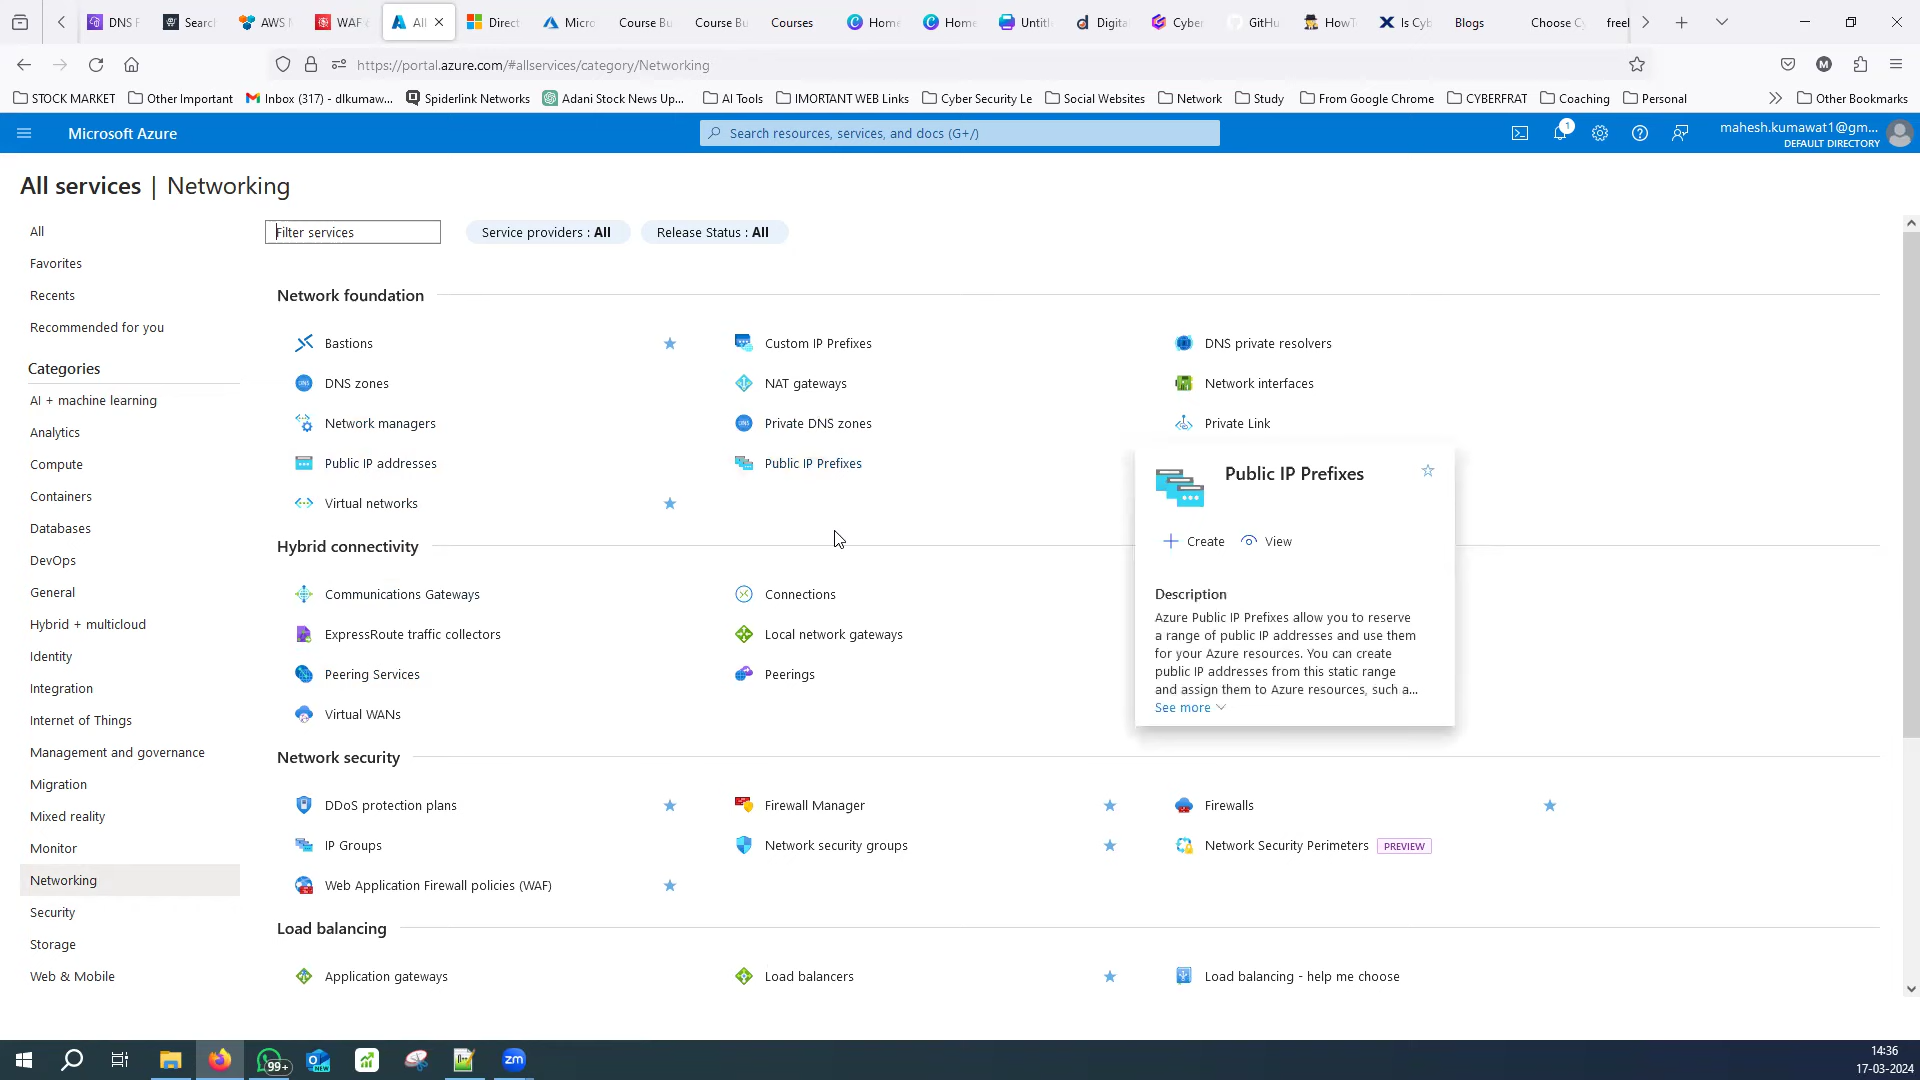 DNS F
Search
AWS
WAF
All
Direct
Micro
Course Bu
Course Bu
Courses
Home
Home
Untitl
Digita
Cyber
GitHu
HowT
Is Cyb
Blogs
Choose Cy
freel
https://portal.azure.com/#allservices/category/Networking
M
STOCK MARKET
Other Important
Inbox (317) - dlkumaw...
Spiderlink Networks
Adani Stock News Up...
AI Tools
IMORTANT WEB Links
Cyber Security Le
Social Websites
Network
Study
From Google Chrome
CYBERFRAT
Coaching
Personal
Other Bookmarks
Microsoft Azure
Search resources, services, and docs (G+/)
1
mahesh.kumawat1@gm...
DEFAULT DIRECTORY
All services | Networking
All
Favorites
Recents
Recommended for you
Categories
AI + machine learning
Analytics
Compute
Containers
Databases
DevOps
General
Hybrid + multicloud
Identity
Integration
Internet of Things
Management and governance
Migration
Mixed reality
Monitor
Networking
Security
Storage
Web & Mobile
Filter services
Service providers : All
Release Status : All
Network foundation
Bastions
Custom IP Prefixes
DNS private resolvers
DNS zones
NAT gateways
Network interfaces
Network managers
Private DNS zones
Private Link
Public IP addresses
Public IP Prefixes
Virtual networks
Public IP Prefixes
Create
View
Description
Azure Public IP Prefixes allow you to reserve
a range of public IP addresses and use them
for your Azure resources. You can create
public IP addresses from this static range
and assign them to Azure resources, such a...
See more
Hybrid connectivity
Communications Gateways
Connections
ExpressRoute traffic collectors
Local network gateways
Peering Services
Peerings
Virtual WANs
Network security
DDoS protection plans
Firewall Manager
Firewalls
IP Groups
Network security groups
Network Security Perimeters PREVIEW
Web Application Firewall policies (WAF)
Load balancing
Application gateways
Load balancers
Load balancing - help me choose
99+
NEW
zm
14:36
17-03-2024